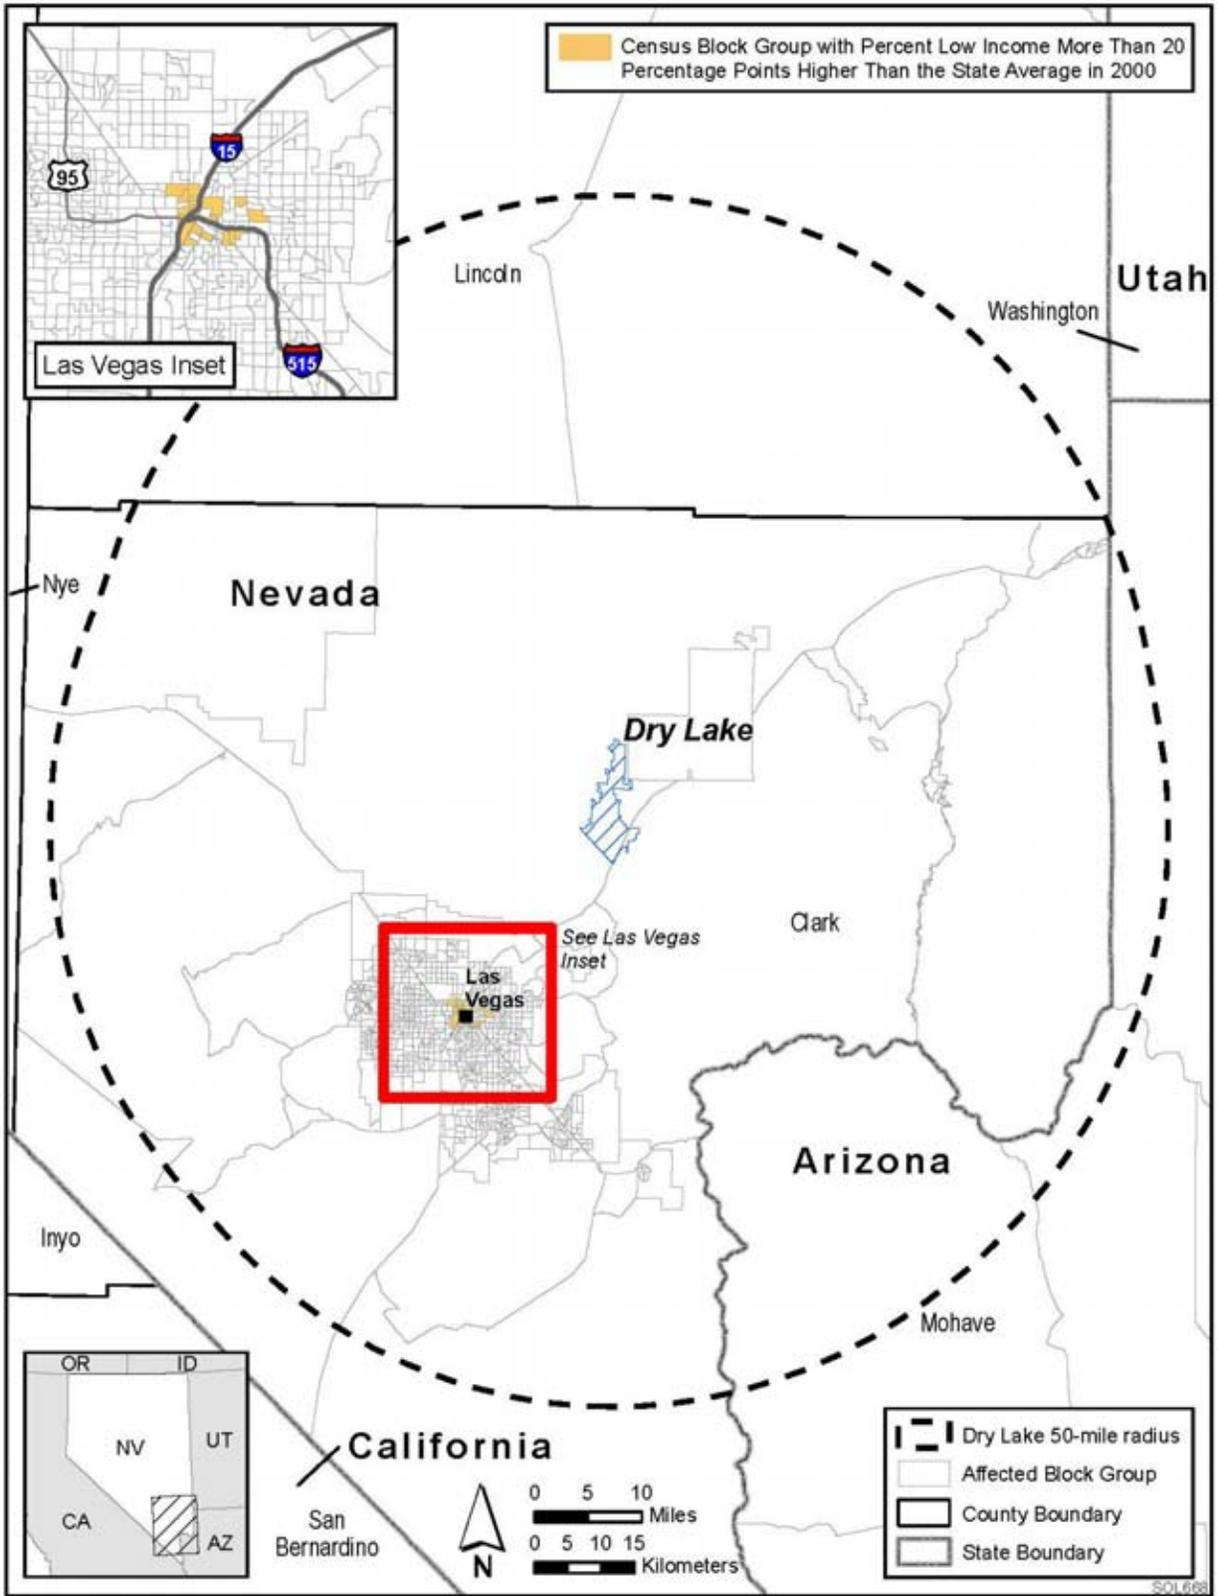 Census Block Group with Percent Low Income More Than 20
Percentage Points Higher Than the State Average in 2000
15
95
515
Las Vegas Inset
Lincoln
Utah
Washington
Nye
Nevada
Dry Lake
Clark
See Las Vegas
Inset
Las
Vegas
Arizona
Inyo
Mohave
OR
ID
NV
UT
CA
AZ
California
San
Bernardino
N
0 5 10
Miles
0 5 10 15
Kilometers
Dry Lake 50-mile radius
Affected Block Group
County Boundary
State Boundary
SOL668